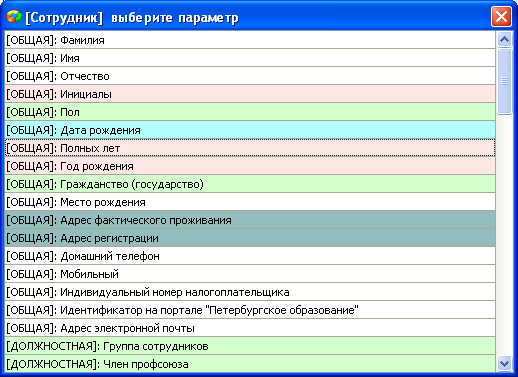 [Сотрудник] выберите параметр
[ОБЩАЯ]: Фамилия
[ОБЩАЯ]: Имя
[ОБЩАЯ]: Отчество
[ОБЩАЯ]: Инициалы
[ОБЩАЯ]: Пол
[ОБЩАЯ]: Дата рождения
[ОБЩАЯ]: Полных лет
[ОБЩАЯ]: Год рождения
[ОБЩАЯ]: Гражданство (государство)
[ОБЩАЯ]: Место рождения
[ОБЩАЯ]: Адрес фактического проживания
[ОБЩАЯ]: Адрес регистрации
[ОБЩАЯ]: Домашний телефон
[ОБЩАЯ]: Мобильный
[ОБЩАЯ]: Индивидуальный номер налогоплательщика
[ОБЩАЯ]: Идентификатор на портале "Петербургское образование"
[ОБЩАЯ]: Адрес электронной почты
[ДОЛЖНОСТНАЯ]: Группа сотрудников
[ДОЛЖНОСТНАЯ]: Член профсоюза